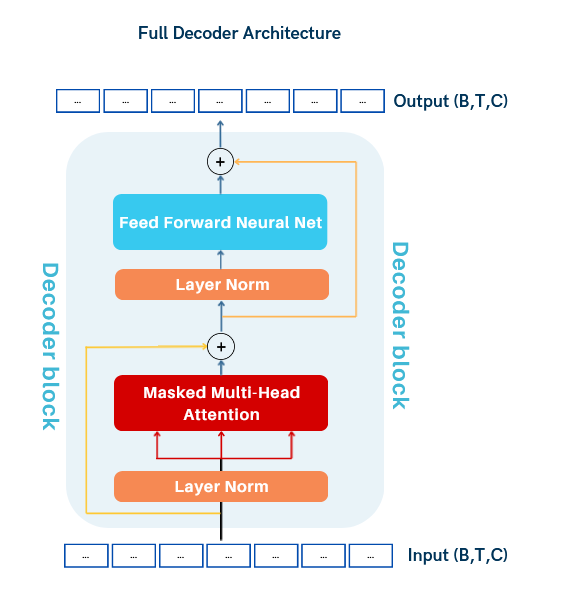 Full Decoder Architecture
... ... ... ... ... ... ...
Output (B,T,C)
+
Feed Forward Neural Net
Layer Norm
Decoder block
Decoder block
+
Masked Multi-Head
Attention
Layer Norm
... ... ... ... ... ... ...
Input (B,T,C)